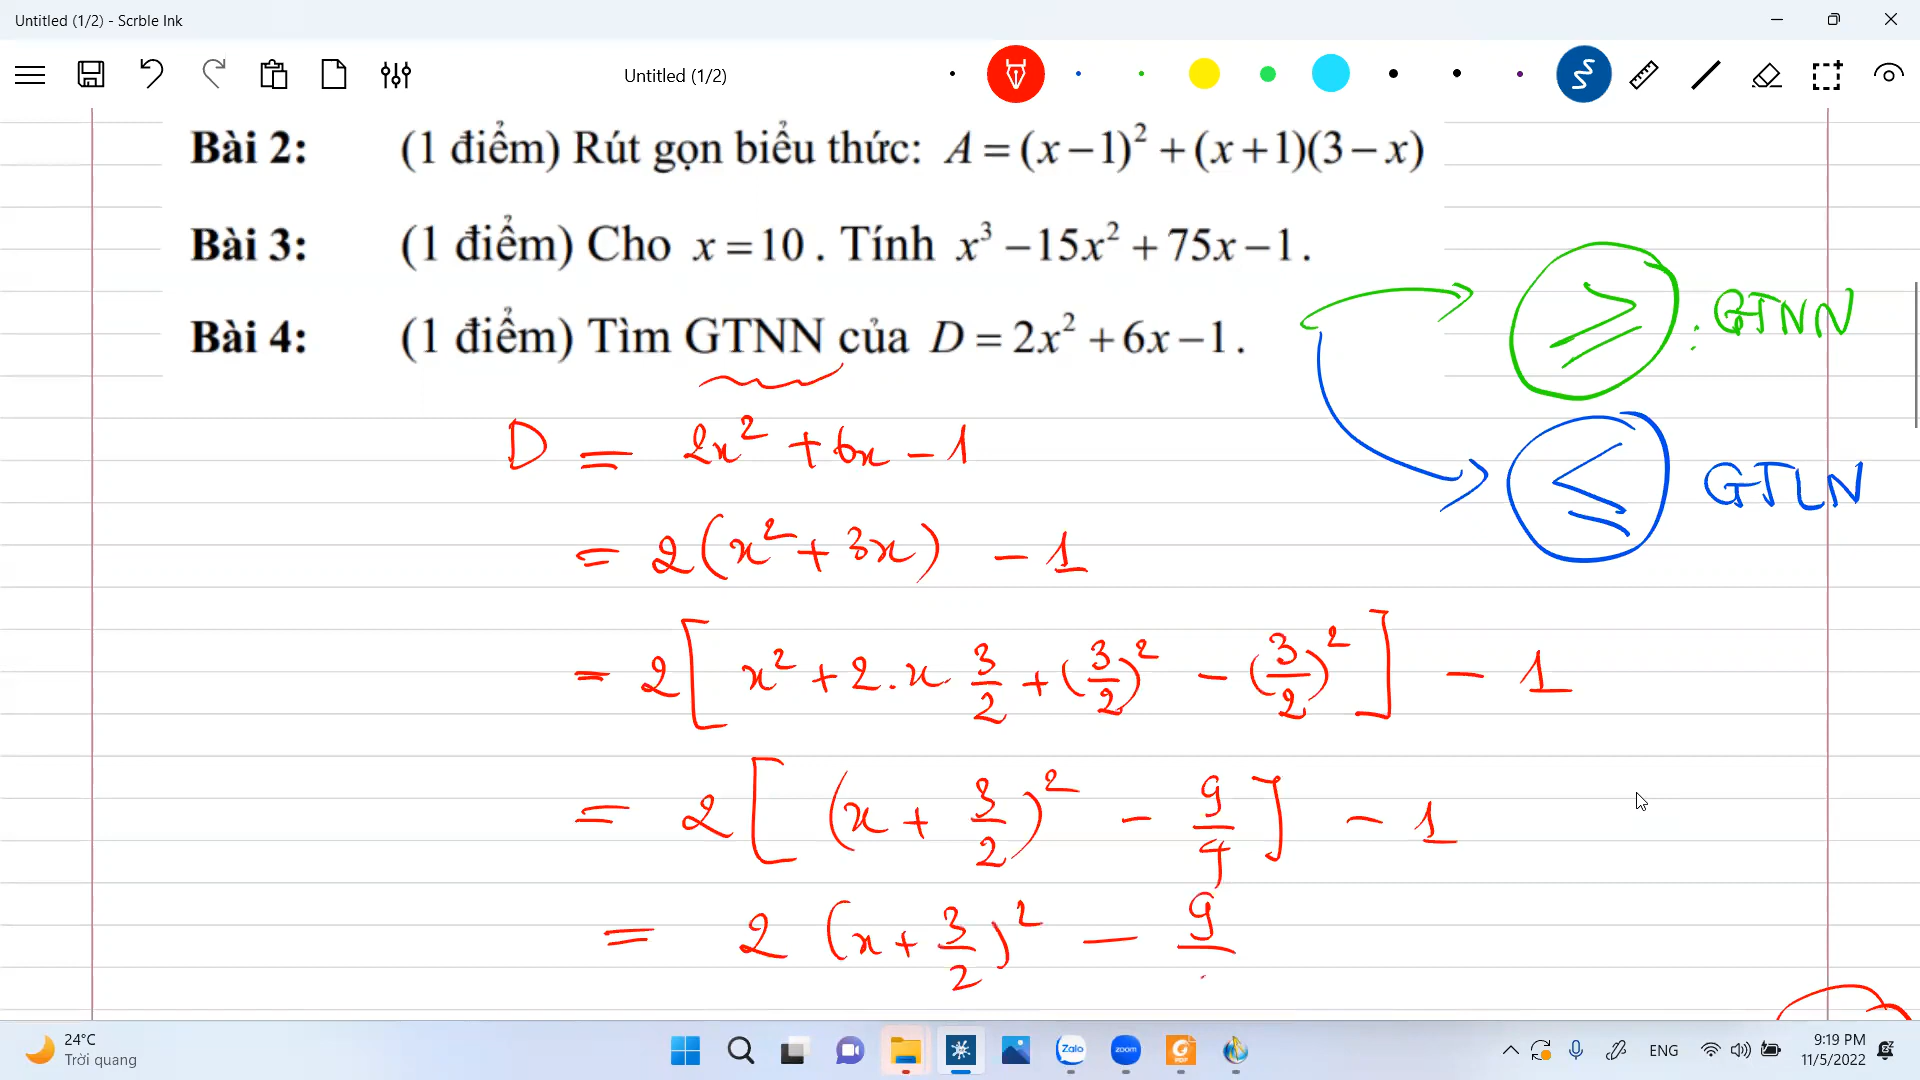 Untitled (1/2) - Scrble Ink
Untitled (1/2)
Bài 2: (1 điểm) Rút gọn biểu thức: A = (x − 1)² + (x + 1)(3 − x)
Bài 3: (1 điểm) Cho x = 10 . Tính x³ − 15x² + 75x − 1 .
Bài 4: (1 điểm) Tìm GTNN của D = 2x² + 6x − 1 .
≥ : GTNN
≤ GTLN
D = 2x² + 6x − 1
= 2(x² + 3x) − 1
= 2[ x² + 2.x. 3/2 + (3/2)² − (3/2)² ] − 1
= 2[ (x + 3/2)² − 9/4 ] − 1
= 2 (x + 3/2)² − 9
24°C
Trời quang
Zalo
zoom
PDF
ENG
9:19 PM
11/5/2022